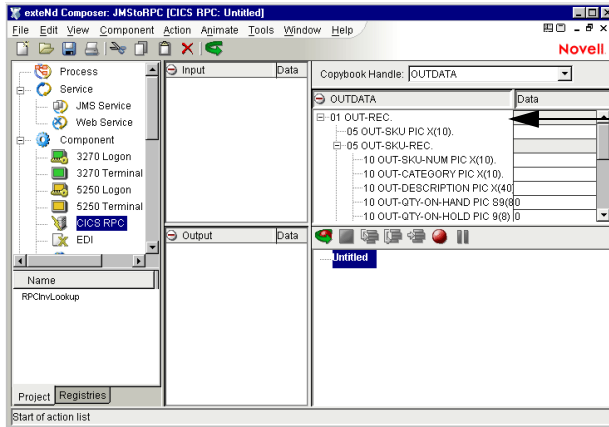 exteNd Composer: JMStoRPC [CICS RPC: Untitled]
File Edit View Component Action Animate Tools Window Help
Novell.
Process
Service
JMS Service
Web Service
Component
3270 Logon
3270 Terminal
5250 Logon
5250 Terminal
CICS RPC
EDI
Name
RPCInvLookup
Project Registries
Input Data
Output Data
Copybook Handle: OUTDATA
OUTDATA Data
01 OUT-REC.
05 OUT-SKU PIC X(10).
05 OUT-SKU-REC.
10 OUT-SKU-NUM PIC X(10).
10 OUT-CATEGORY PIC X(10).
10 OUT-DESCRIPTION PIC X(40
10 OUT-QTY-ON-HAND PIC S9(8 0
10 OUT-QTY-ON-HOLD PIC 9(8) 0
Untitled
Start of action list